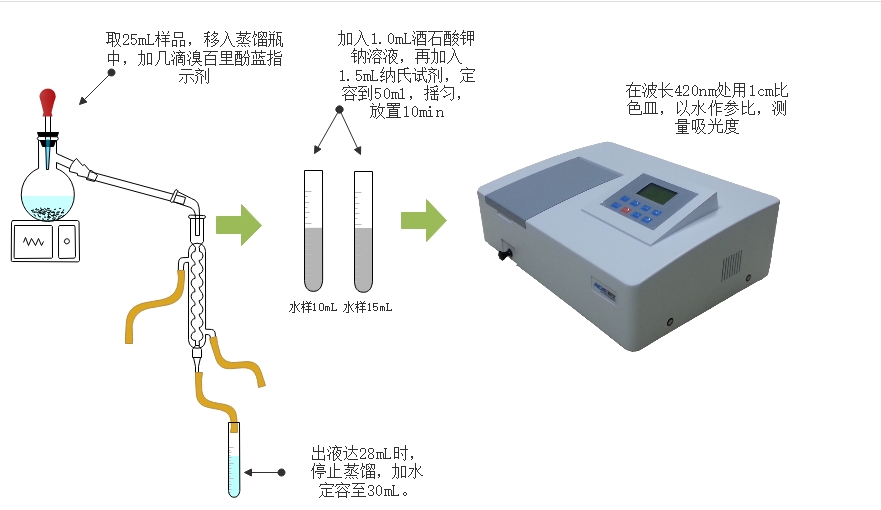 取25mL样品，移入蒸馏瓶
中，加几滴溴百里酚蓝指
示剂
加入1.0mL酒石酸钾
钠溶液，再加入
1.5mL纳氏试剂，定
容到50ml，摇匀，
放置10min
在波长420nm处用1cm比
色皿，以水作参比，测
量吸光度
水样10mL
水样15mL
出液达28mL时，
停止蒸馏，加水
定容至30mL。